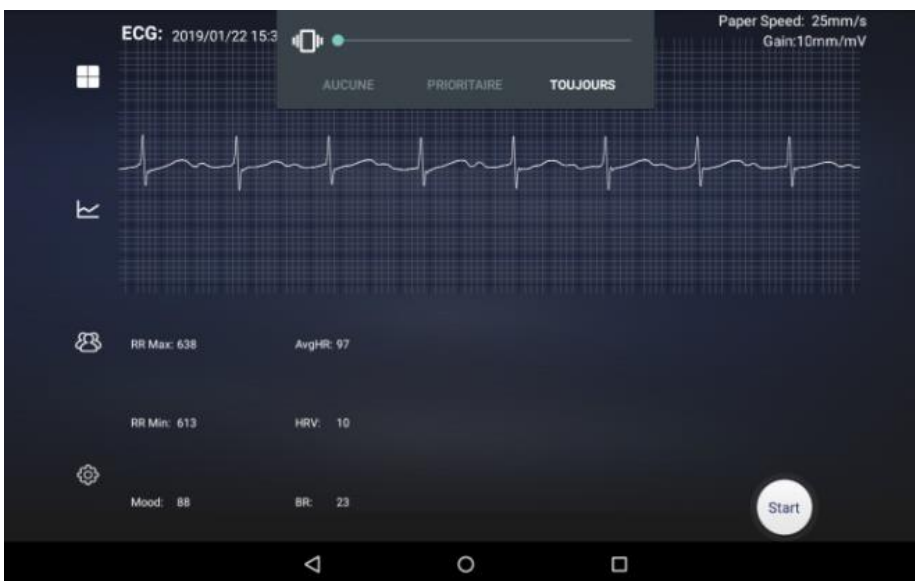 ECG: 2019/01/22 15:3
Paper Speed: 25mm/s
Gain:10mm/mV
AUCUNE PRIORITAIRE TOUJOURS
RR Max: 638 AvgHR: 97
RR Min: 613 HRV: 10
Mood: 88 BR: 23
Start